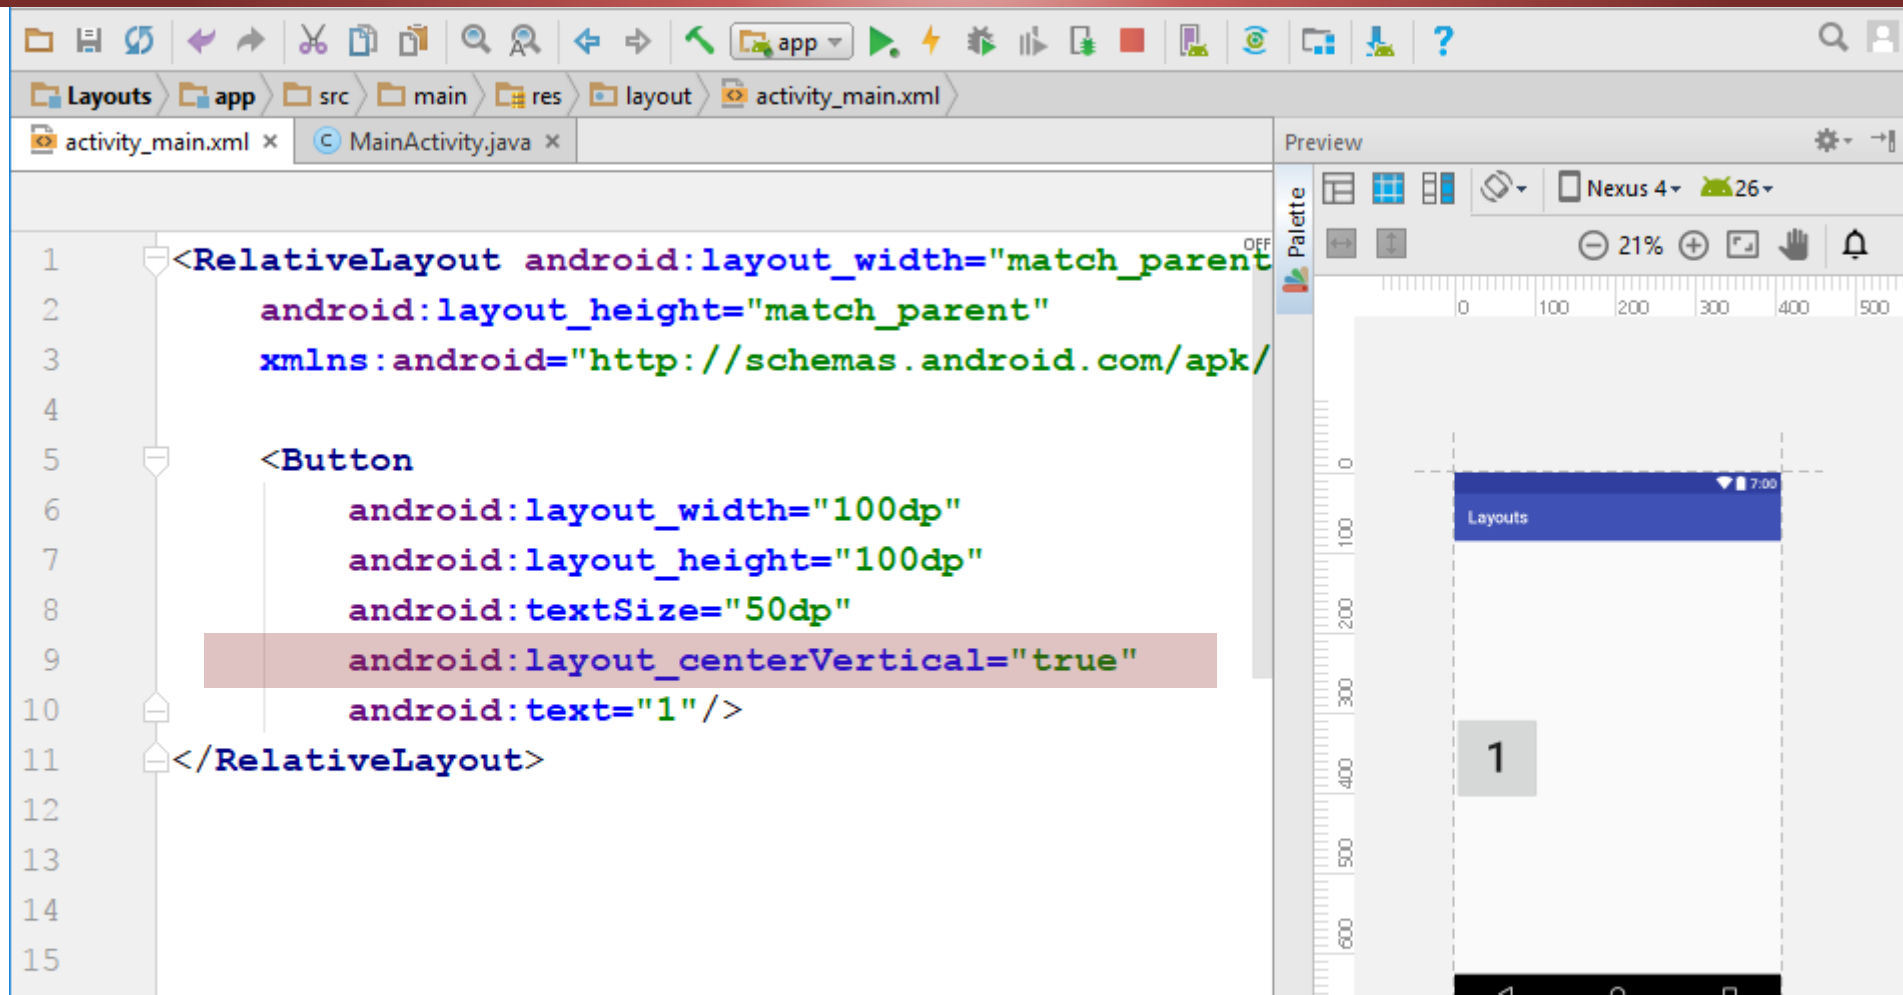 app
?
Layouts app src main res layout activity_main.xml
activity_main.xml × MainActivity.java ×
Preview
Palette
Nexus 4 26
21%
OFF
0 100 200 300 400 500
0 100 200 300 400 500 600
1 <RelativeLayout android:layout_width="match_parent
2 android:layout_height="match_parent"
3 xmlns:android="http://schemas.android.com/apk/
4
5 <Button
6 android:layout_width="100dp"
7 android:layout_height="100dp"
8 android:textSize="50dp"
9 android:layout_centerVertical="true"
10 android:text="1"/>
11 </RelativeLayout>
12
13
14
15
7:00
Layouts
1